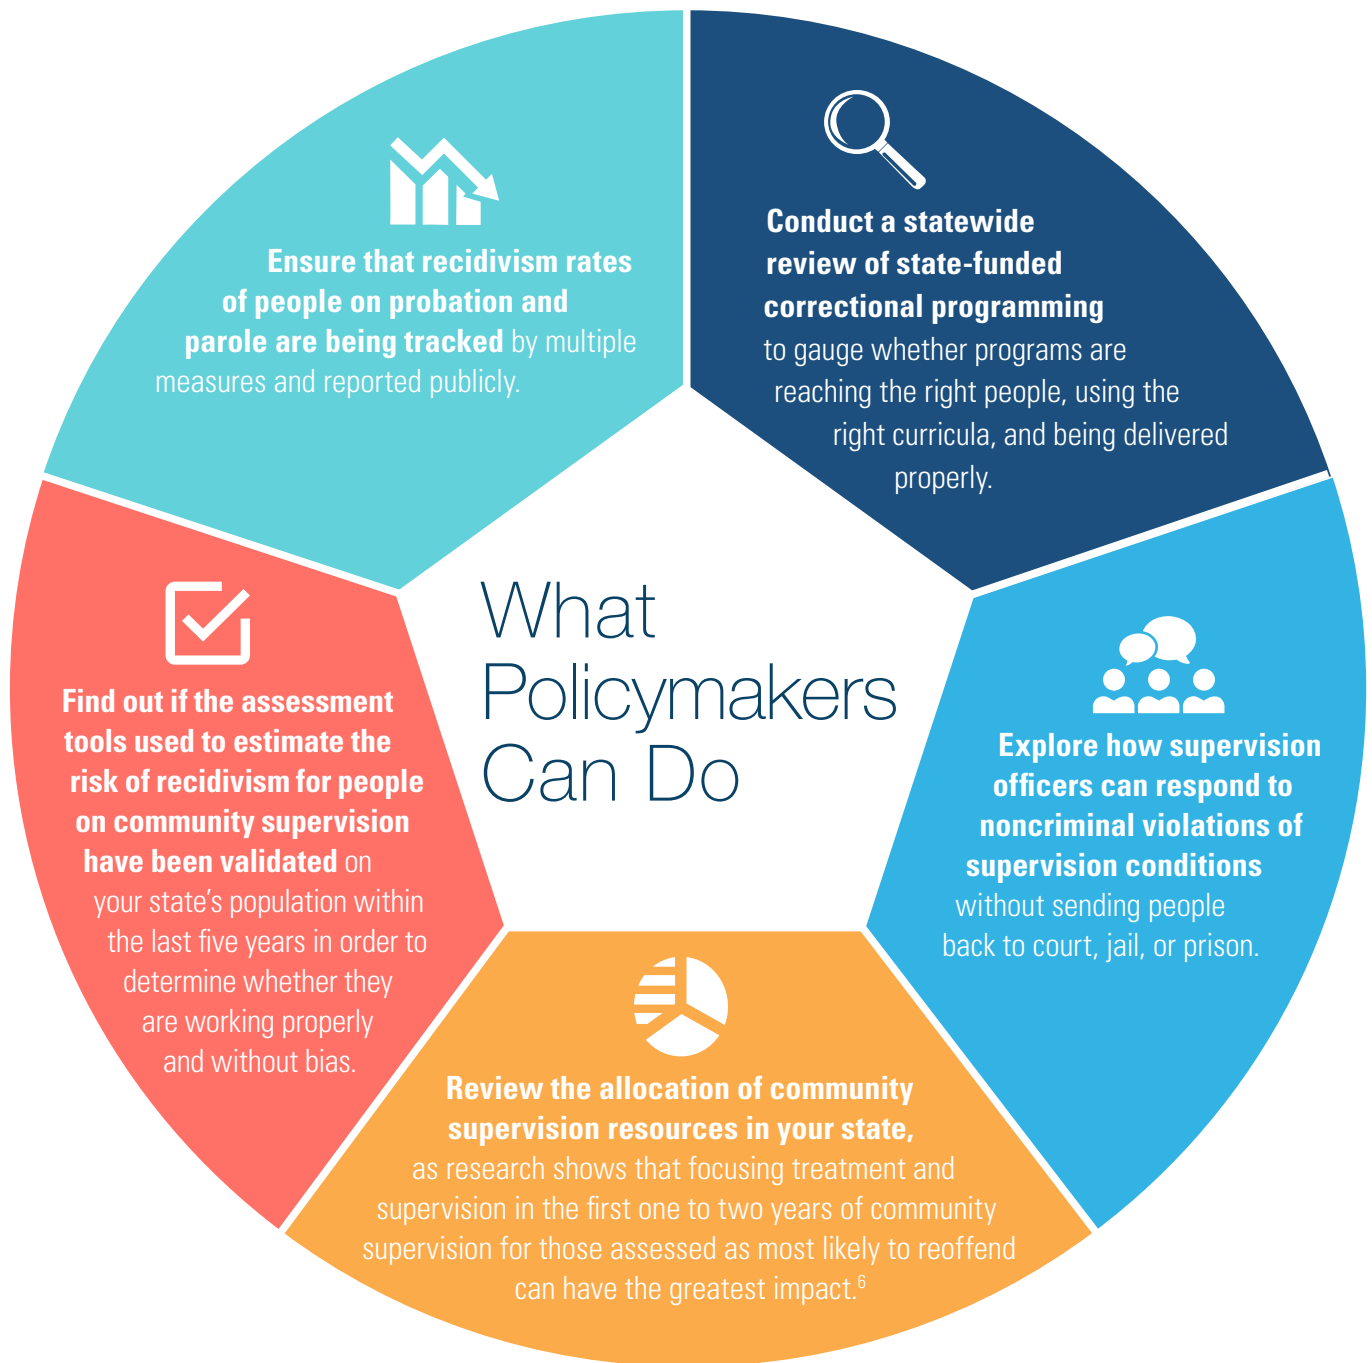 Ensure that recidivism rates
of people on probation and
parole are being tracked by multiple
measures and reported publicly.
Conduct a statewide
review of state-funded
correctional programming
to gauge whether programs are
reaching the right people, using the
right curricula, and being delivered
properly.
What
Policymakers
Can Do
Find out if the assessment
tools used to estimate the
risk of recidivism for people
on community supervision
have been validated on
your state’s population within
the last five years in order to
determine whether they
are working properly
and without bias.
Explore how supervision
officers can respond to
noncriminal violations of
supervision conditions
without sending people
back to court, jail, or prison.
Review the allocation of community
supervision resources in your state,
as research shows that focusing treatment and
supervision in the first one to two years of community
supervision for those assessed as most likely to reoffend
can have the greatest impact.⁶